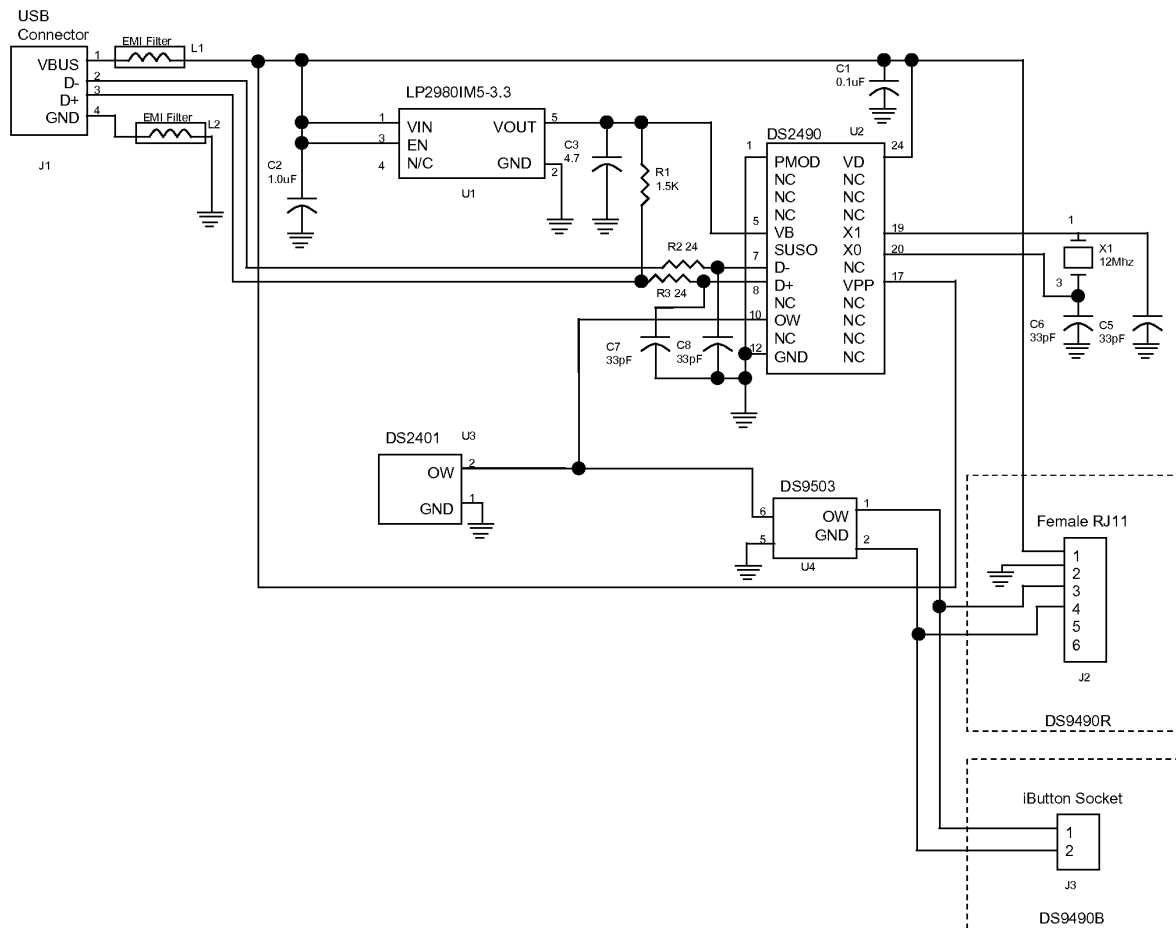 USB
Connector
VBUS
D-
D+
GND
1
2
3
4
J1
EMI Filter
L1
EMI Filter
L2
C2
1.0uF
LP2980IM5-3.3
1
3
4
VIN
EN
N/C
VOUT
GND
5
2
U1
C3
4.7
R1
1.5K
C1
0.1uF
DS2490
U2
1
5
7
8
10
12
PMOD
NC
NC
NC
VB
SUSO
D-
D+
NC
OW
NC
GND
VD
NC
NC
NC
X1
X0
NC
VPP
NC
NC
NC
NC
24
19
20
17
R2 24
R3 24
C7
33pF
C8
33pF
1
X1
12Mhz
3
C6
33pF
C5
33pF
DS2401
U3
OW
GND
2
1
DS9503
6
5
OW
GND
1
2
U4
Female RJ11
1
2
3
4
5
6
J2
DS9490R
iButton Socket
1
2
J3
DS9490B